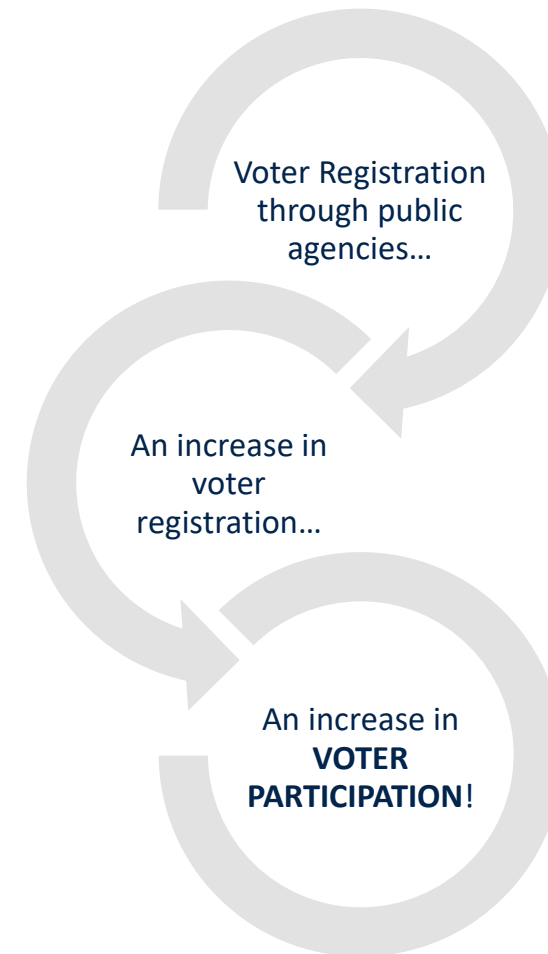 Voter Registration
through public
agencies…
An increase in
voter
registration…
An increase in
VOTER
PARTICIPATION!